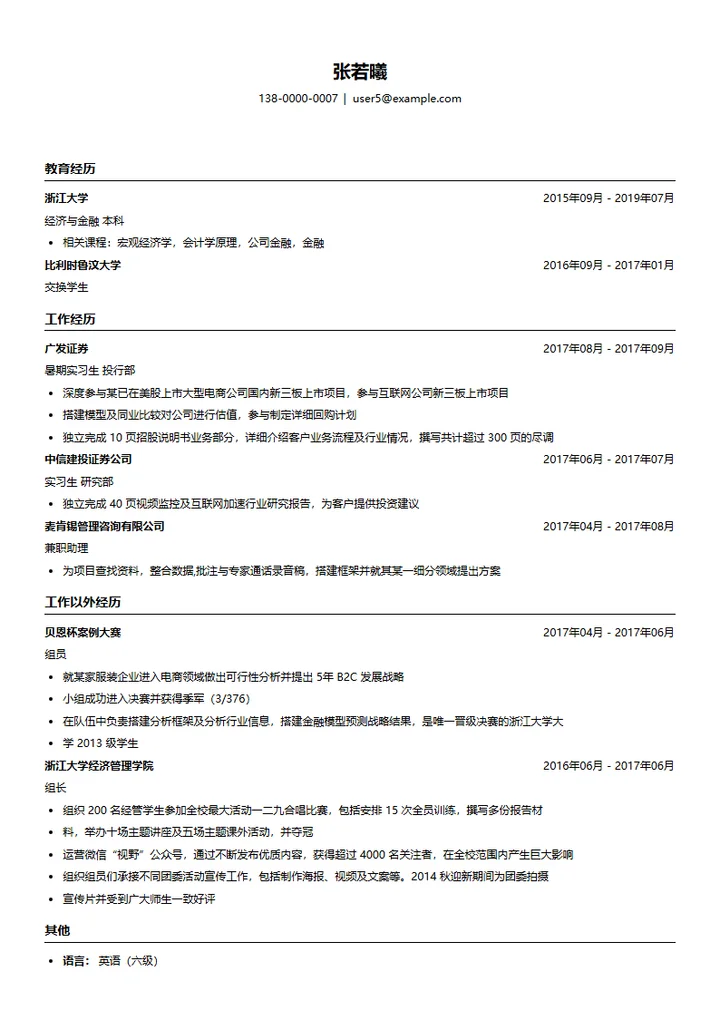 张若曦
138-0000-0007 | user5@example.com
教育经历
浙江大学 2015年09月 - 2019年07月
经济与金融 本科
• 相关课程：宏观经济学，会计学原理，公司金融，金融
比利时鲁汶大学 2016年09月 - 2017年01月
交换学生
工作经历
广发证券 2017年08月 - 2017年09月
暑期实习生 投行部
• 深度参与某已在美股上市大型电商公司国内新三板上市项目，参与互联网公司新三板上市项目
• 搭建模型及同业比较对公司进行估值，参与制定详细回购计划
• 独立完成 10 页招股说明书业务部分，详细介绍客户业务流程及行业情况，撰写共计超过 300 页的尽调
中信建投证券公司 2017年06月 - 2017年07月
实习生 研究部
• 独立完成 40 页视频监控及互联网加速行业研究报告，为客户提供投资建议
麦肯锡管理咨询有限公司 2017年04月 - 2017年08月
兼职助理
• 为项目查找资料，整合数据,批注与专家通话录音稿，搭建框架并就其某一细分领域提出方案
工作以外经历
贝恩杯案例大赛 2017年04月 - 2017年06月
组员
• 就某家服装企业进入电商领域做出可行性分析并提出 5年 B2C 发展战略
• 小组成功进入决赛并获得季军（3/376）
• 在队伍中负责搭建分析框架及分析行业信息，搭建金融模型预测战略结果，是唯一晋级决赛的浙江大学大
• 学 2013 级学生
浙江大学经济管理学院 2016年06月 - 2017年06月
组长
• 组织 200 名经管学生参加全校最大活动一二九合唱比赛，包括安排 15 次全员训练，撰写多份报告材
• 料，举办十场主题讲座及五场主题课外活动，并夺冠
• 运营微信“视野”公众号，通过不断发布优质内容，获得超过 4000 名关注者，在全校范围内产生巨大影响
• 组织组员们承接不同团委活动宣传工作，包括制作海报、视频及文案等。2014 秋迎新期间为团委拍摄
• 宣传片并受到广大师生一致好评
其他
• 语言： 英语（六级）